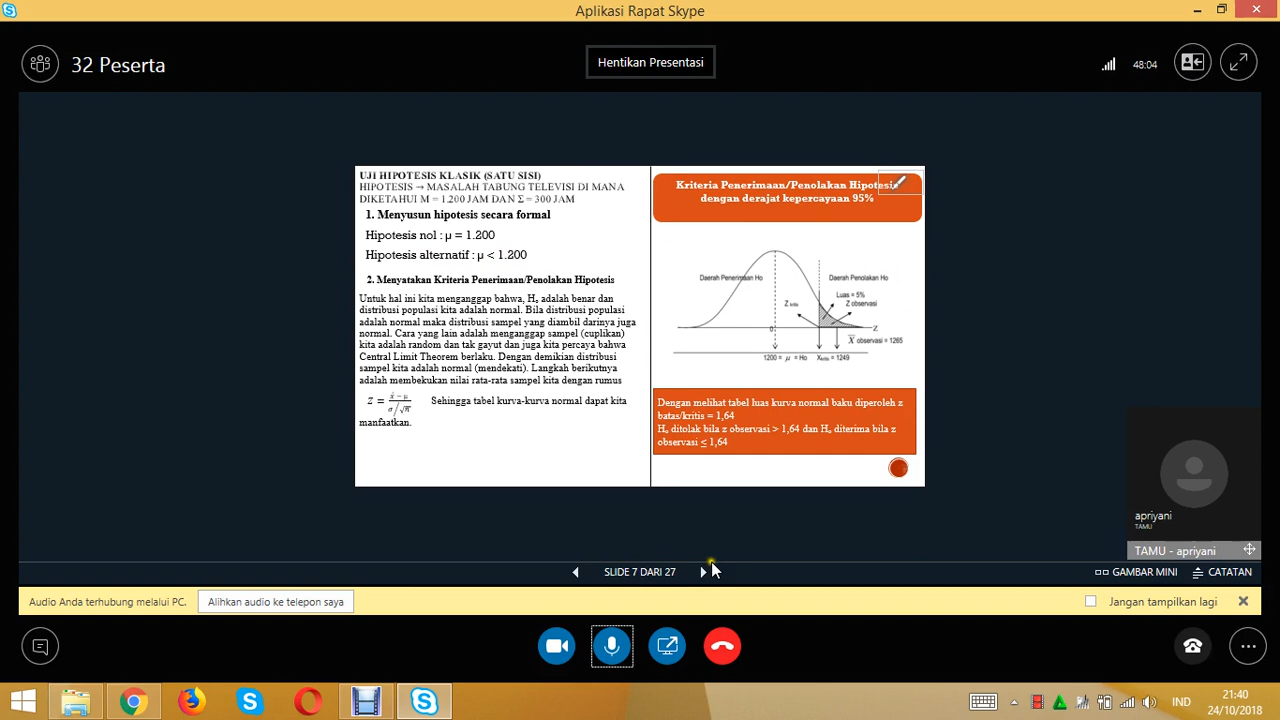 Aplikasi Rapat Skype
32 Peserta
Hentikan Presentasi
48:04
UJI HIPOTESIS KLASIK (SATU SISI)
HIPOTESIS → MASALAH TABUNG TELEVISI DI MANA
DIKETAHUI Μ = 1.200 JAM DAN Σ = 300 JAM
1. Menyusun hipotesis secara formal
Hipotesis nol : μ = 1.200
Hipotesis alternatif : μ < 1.200
2. Menyatakan Kriteria Penerimaan/Penolakan Hipotesis
Untuk hal ini kita menganggap bahwa, Hₒ adalah benar dan
distribusi populasi kita adalah normal. Bila distribusi populasi
adalah normal maka distribusi sampel yang diambil darinya juga
normal. Cara yang lain adalah menganggap sampel (cuplikan)
kita adalah random dan tak gayut dan juga kita percaya bahwa
Central Limit Theorem berlaku. Dengan demikian distribusi
sampel kita adalah normal (mendekati). Langkah berikutnya
adalah membekukan nilai rata-rata sampel kita dengan rumus
Z = (x̄ − μ) / (σ/√n) Sehingga tabel kurva-kurva normal dapat kita
manfaatkan.
Kriteria Penerimaan/Penolakan Hipotesis
dengan derajat kepercayaan 95%
Daerah Penerimaan Ho
Daerah Penolakan Ho
Luas = 5%
Z kritis
Z observasi
0
Z
X̄ observasi = 1265
1200 = μ = Ho
Xkritis = 1249
Dengan melihat tabel luas kurva normal baku diperoleh z
batas/kritis = 1,64
Hₒ ditolak bila z observasi > 1,64 dan Hₒ diterima bila z
observasi ≤ 1,64
apriyani
TAMU
TAMU - apriyani
SLIDE 7 DARI 27
GAMBAR MINI
CATATAN
Audio Anda terhubung melalui PC.
Alihkan audio ke telepon saya
Jangan tampilkan lagi
IND
21:40
24/10/2018